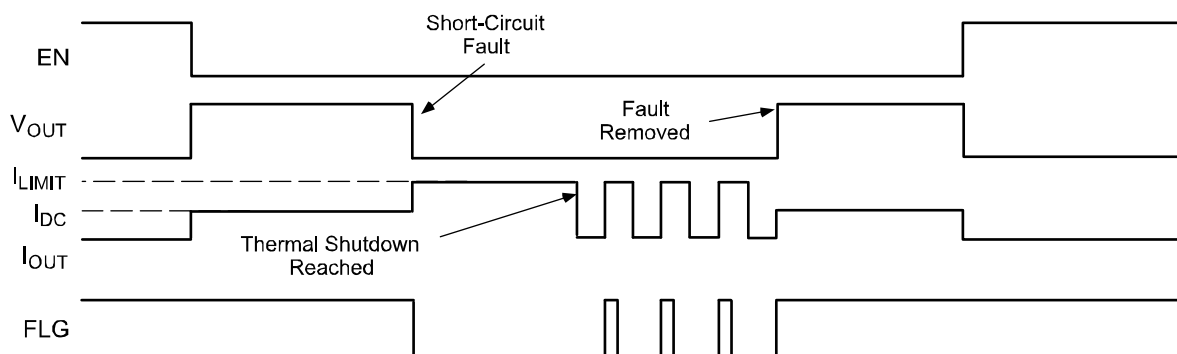 Short-Circuit
Fault
EN
Fault
Removed
VOUT
ILIMIT
IDC
Thermal Shutdown
Reached
IOUT
FLG